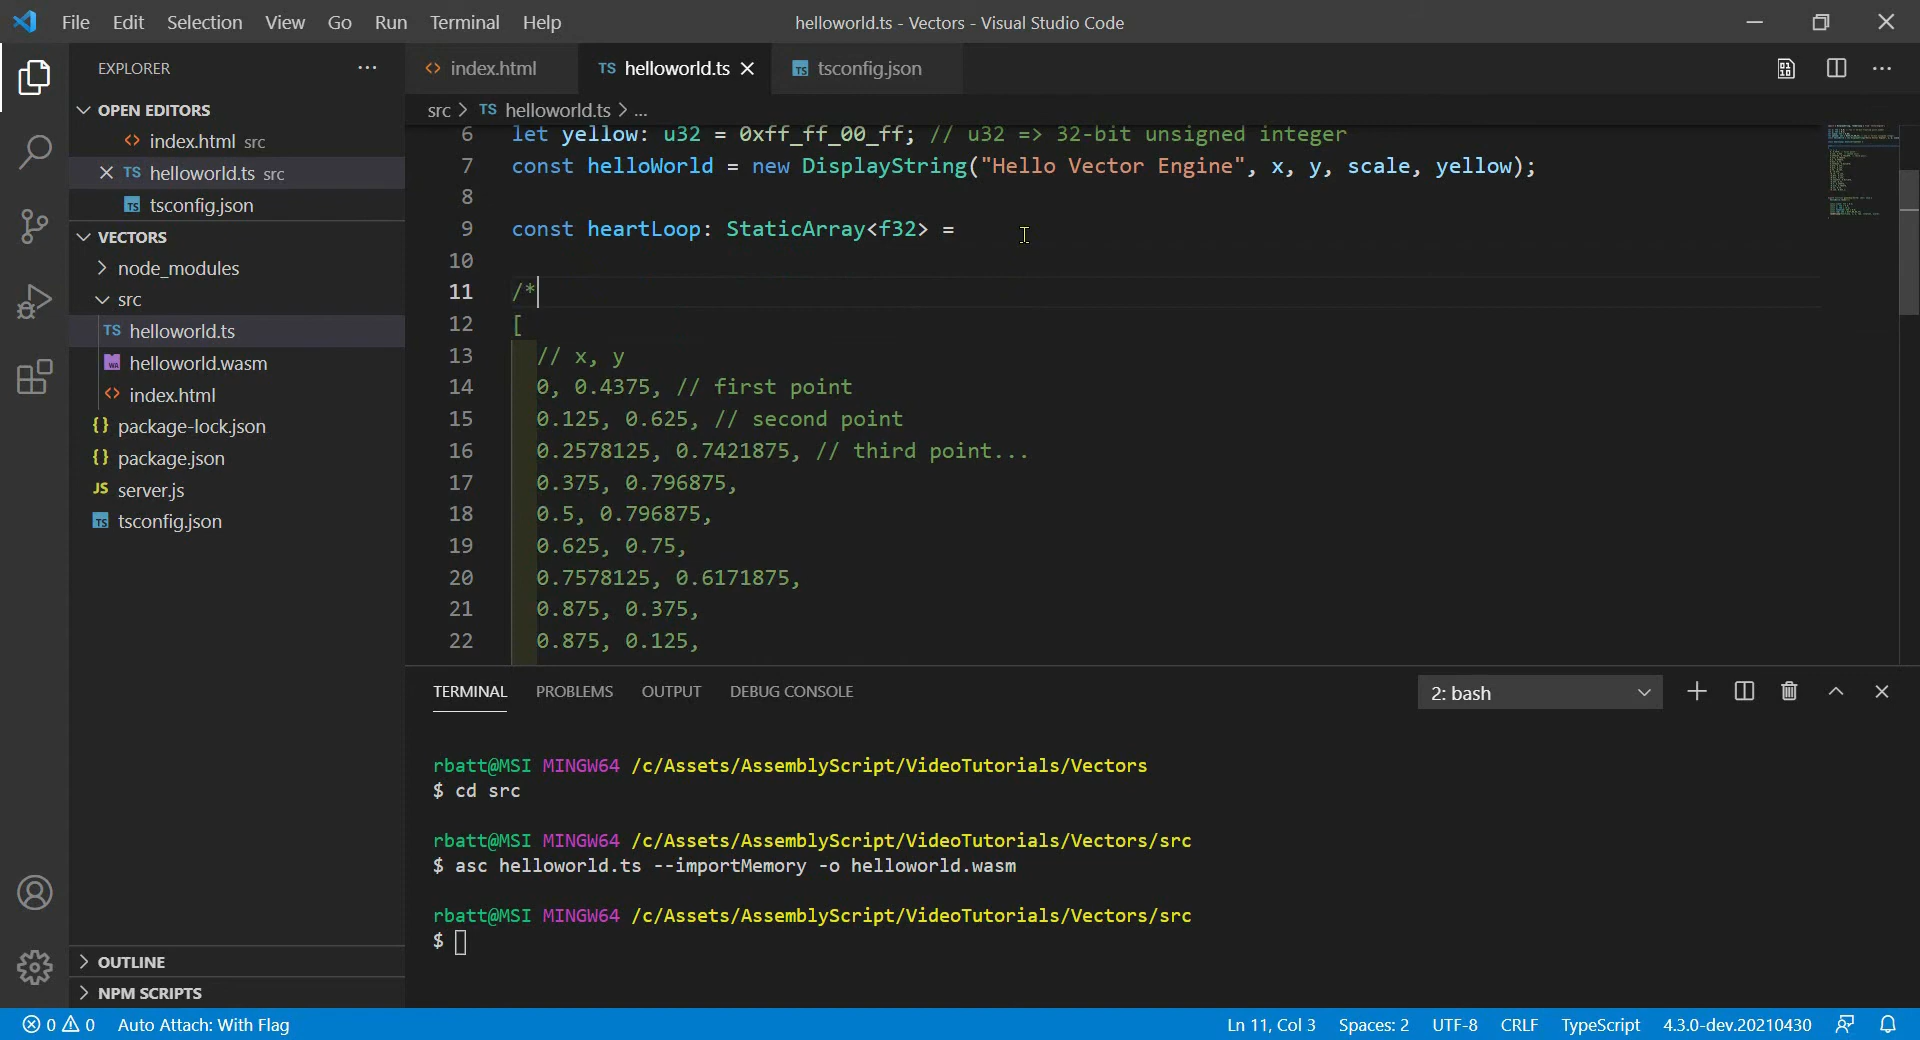 File Edit Selection View Go Run Terminal Help helloworld.ts - Vectors - Visual Studio Code
EXPLORER
OPEN EDITORS
index.html src
TS helloworld.ts src
TS tsconfig.json
VECTORS
node_modules
src
TS helloworld.ts
WA helloworld.wasm
index.html
{} package-lock.json
{} package.json
JS server.js
TS tsconfig.json
OUTLINE
NPM SCRIPTS
<> index.html TS helloworld.ts TS tsconfig.json
src > TS helloworld.ts > ...
6 let yellow: u32 = 0xff_ff_00_ff; // u32 => 32-bit unsigned integer
7 const helloWorld = new DisplayString("Hello Vector Engine", x, y, scale, yellow);
8
9 const heartLoop: StaticArray<f32> =
10
11 /*
12 [
13 // x, y
14 0, 0.4375, // first point
15 0.125, 0.625, // second point
16 0.2578125, 0.7421875, // third point...
17 0.375, 0.796875,
18 0.5, 0.796875,
19 0.625, 0.75,
20 0.7578125, 0.6171875,
21 0.875, 0.375,
22 0.875, 0.125,
TERMINAL PROBLEMS OUTPUT DEBUG CONSOLE 2: bash
rbatt@MSI MINGW64 /c/Assets/AssemblyScript/VideoTutorials/Vectors
$ cd src
rbatt@MSI MINGW64 /c/Assets/AssemblyScript/VideoTutorials/Vectors/src
$ asc helloworld.ts --importMemory -o helloworld.wasm
rbatt@MSI MINGW64 /c/Assets/AssemblyScript/VideoTutorials/Vectors/src
$
0 0 Auto Attach: With Flag Ln 11, Col 3 Spaces: 2 UTF-8 CRLF TypeScript 4.3.0-dev.20210430